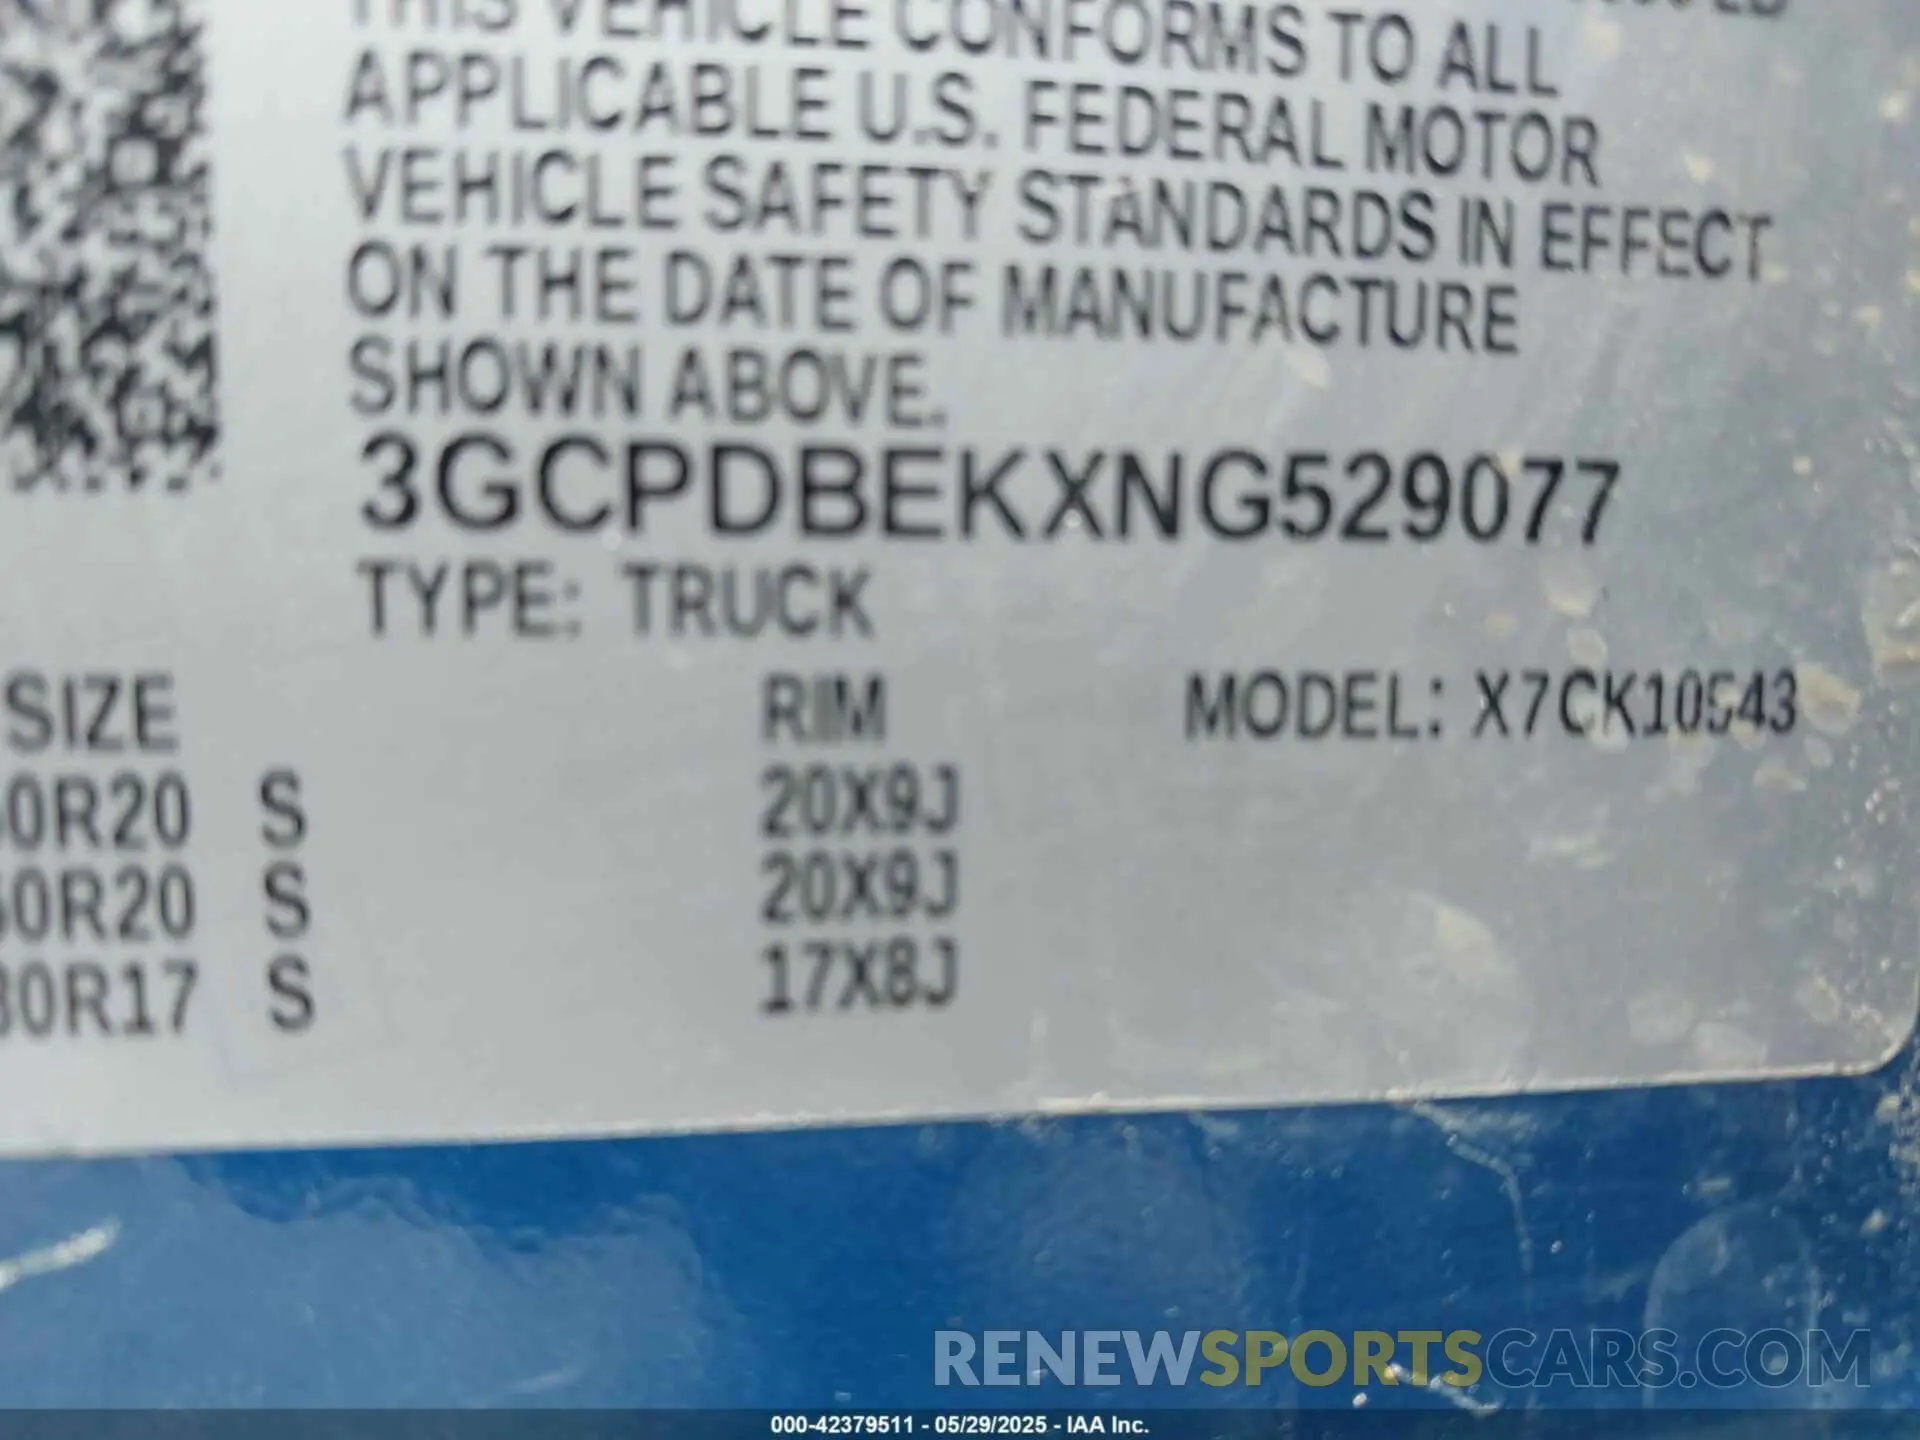 THIS VEHICLE CONFORMS TO ALL
APPLICABLE U.S. FEDERAL MOTOR
VEHICLE SAFETY STANDARDS IN EFFECT
ON THE DATE OF MANUFACTURE
SHOWN ABOVE.
3GCPDBEKXNG529077
TYPE: TRUCK
SIZE RIM MODEL: X7CK10543
0R20 S 20X9J
0R20 S 20X9J
80R17 S 17X8J
RENEWSPORTSCARS.COM
000-42379511 - 05/29/2025 - IAA Inc.